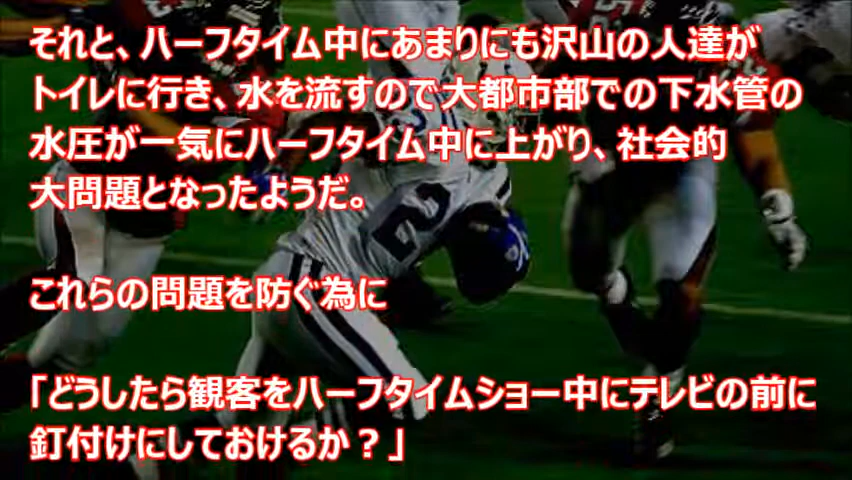 それと、ハーフタイム中にあまりにも沢山の人達が
トイレに行き、水を流すので大都市部での下水管の
水圧が一気にハーフタイム中に上がり、社会的
大問題となったようだ。
これらの問題を防ぐ為に
「どうしたら観客をハーフタイムショー中にテレビの前に
釘付けにしておけるか？」
2